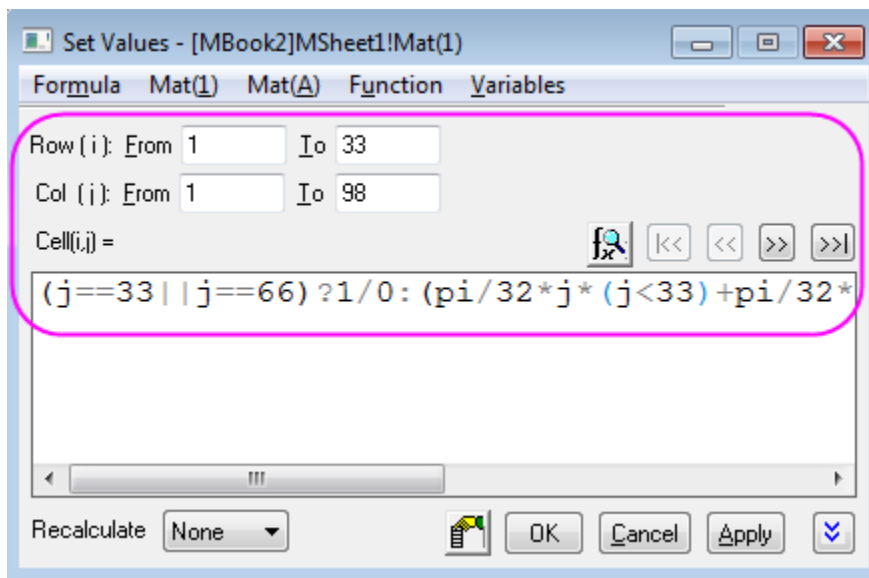 Set Values - [MBook2]MSheet1!Mat(1)
Formula Mat(1) Mat(A) Function Variables
Row (i): From 1 To 33
Col (j): From 1 To 98
Cell(i,j) =
fx |<< << >> >>|
(j==33||j==66)?1/0:(pi/32*j*(j<33)+pi/32*
Recalculate None OK Cancel Apply